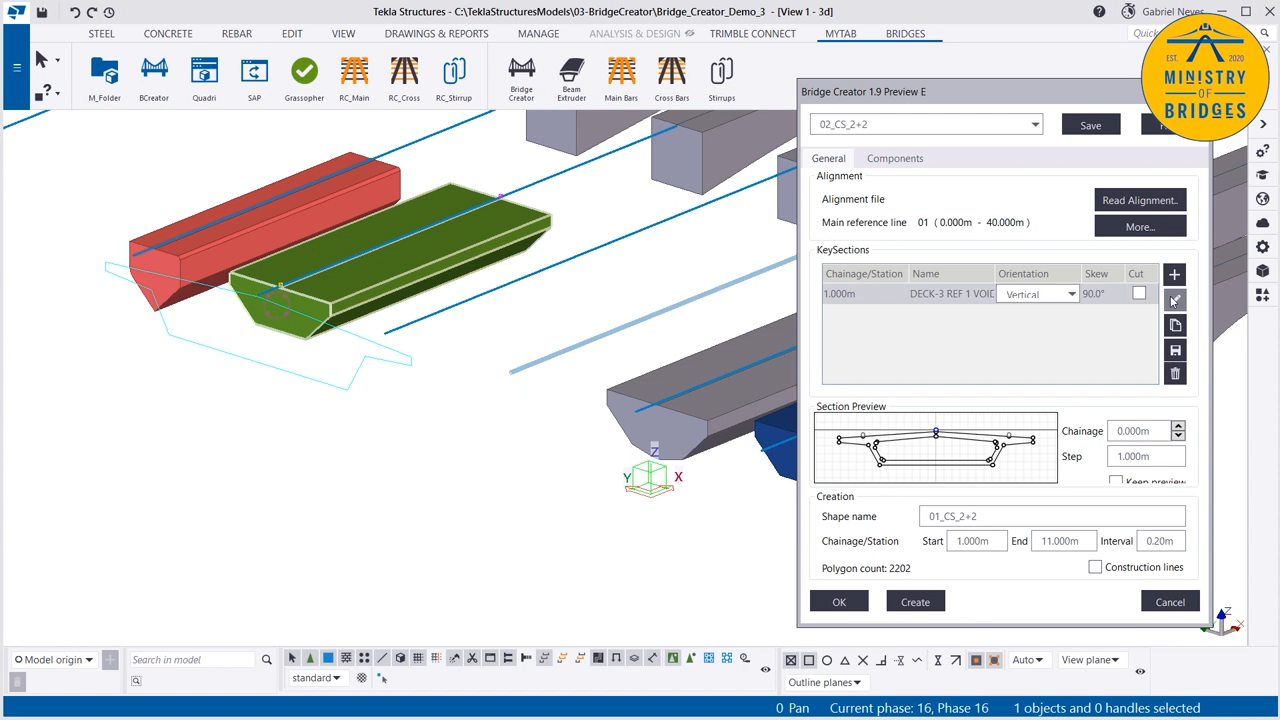 Tekla Structures - C:\TeklaStructuresModels\03-BridgeCreator\Bridge_Creator_Demo_3 - [View 1 - 3d]
Gabriel Neves
STEEL CONCRETE REBAR EDIT VIEW DRAWINGS & REPORTS MANAGE ANALYSIS & DESIGN TRIMBLE CONNECT MYTAB BRIDGES
M_Folder BCreator Quadri SAP Grassopher RC_Main RC_Cross RC_Stirrup Bridge Creator Beam Extruder Main Bars Cross Bars Stirrups
EST. 2020
MINISTRY
OF
BRIDGES
Bridge Creator 1.9 Preview E
02_CS_2+2 Save
General Components
Alignment
Alignment file Read Alignment..
Main reference line 01 ( 0.000m - 40.000m ) More...
KeySections
Chainage/Station Name Orientation Skew Cut
1.000m DECK-3 REF 1 VOID Vertical 90.0°
Section Preview
Chainage 0.000m
Step 1.000m
Keep preview
Creation
Shape name 01_CS_2+2
Chainage/Station Start 1.000m End 11.000m Interval 0.20m
Polygon count: 2202 Construction lines
OK Create Cancel
Z
Y X
Z
Model origin Search in model Auto View plane
standard Outline planes
0 Pan Current phase: 16, Phase 16 1 objects and 0 handles selected